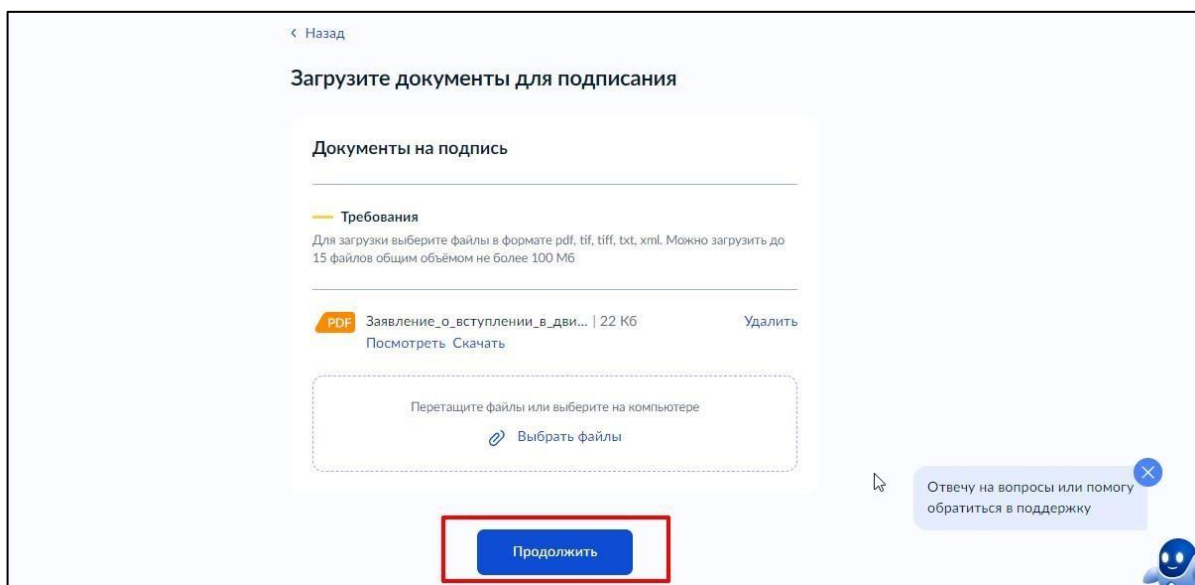 Назад
Загрузите документы для подписания
Документы на подпись
Требования
Для загрузки выберите файлы в формате pdf, tif, tiff, txt, xml. Можно загрузить до
15 файлов общим объёмом не более 100 Мб
PDF Заявление_о_вступлении_в_дви... | 22 Кб Удалить
Посмотреть Скачать
Перетащите файлы или выберите на компьютере
Выбрать файлы
Отвечу на вопросы или помогу
обратиться в поддержку
Продолжить